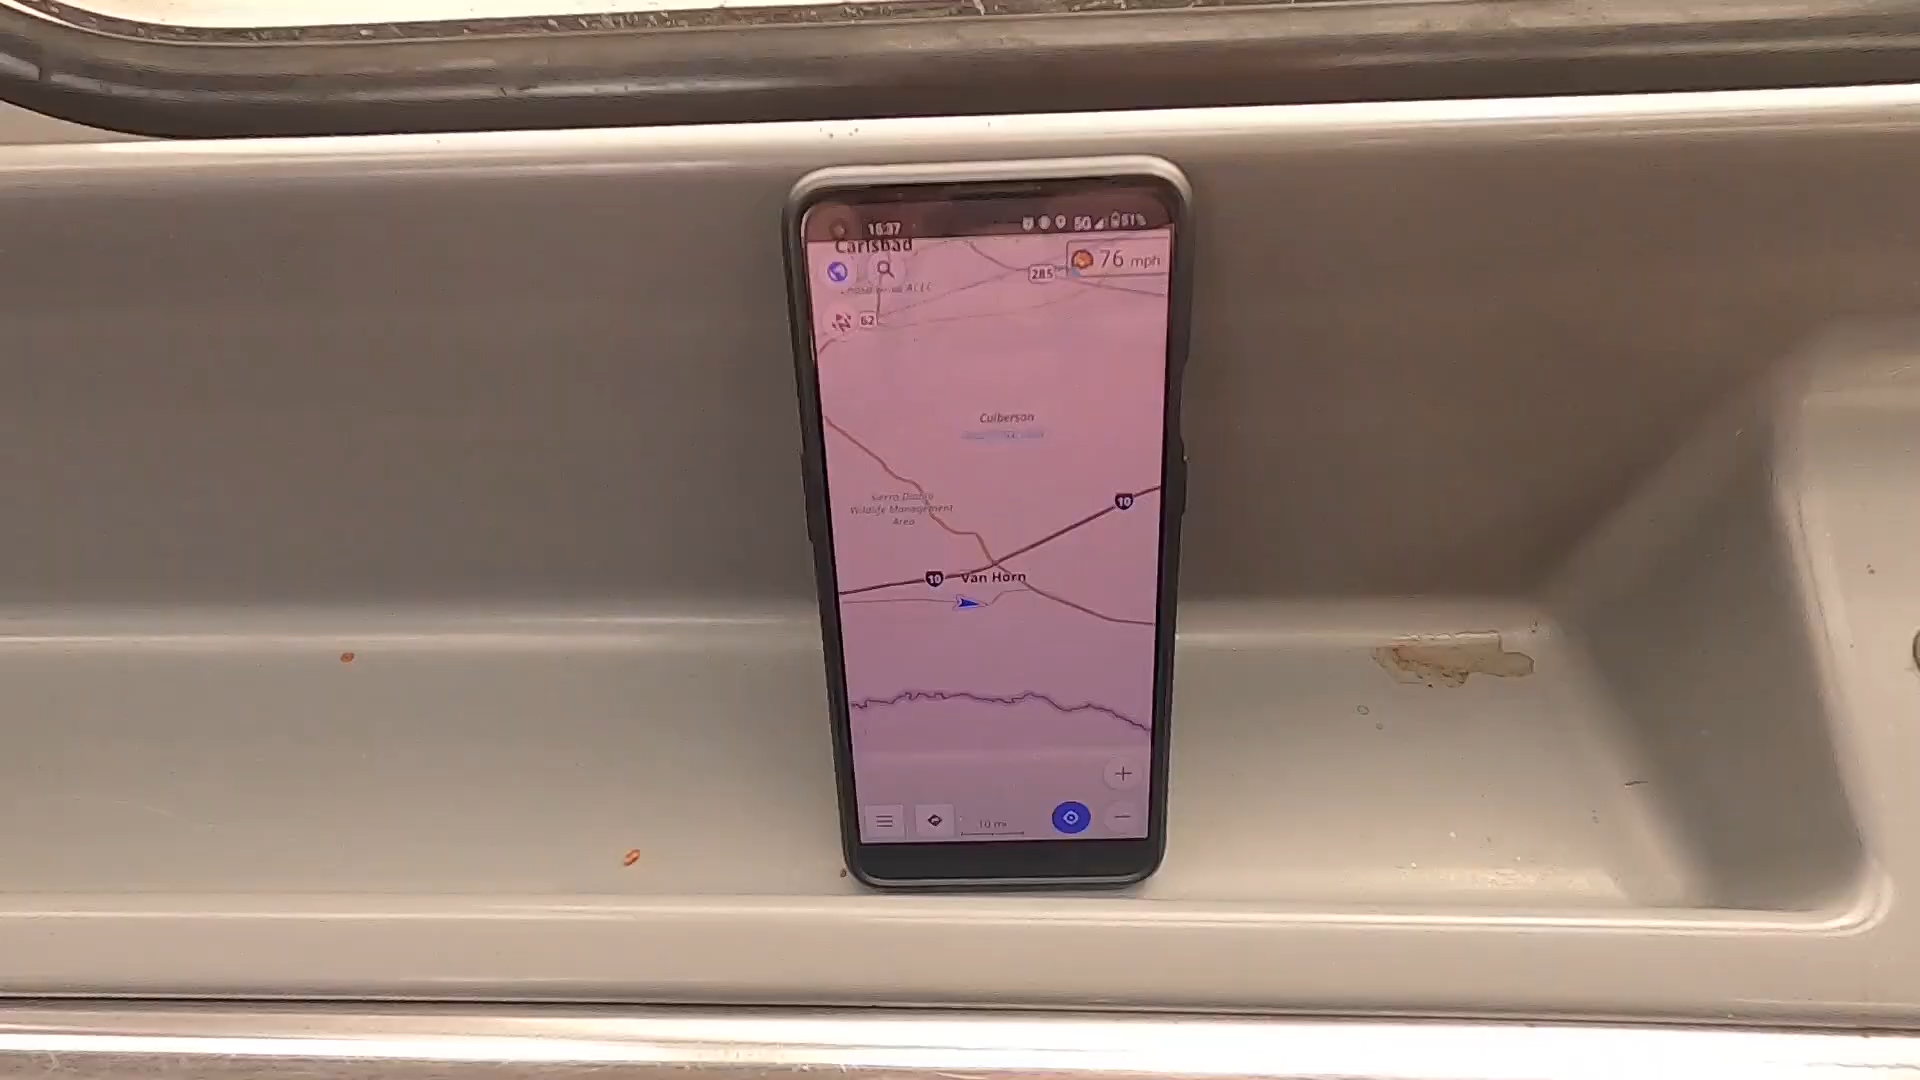 16:37
5G 51%
Carlsbad
285
76 mph
62
Culberson
Sierra Diablo
Wildlife Management
Area
10
10
Van Horn
10 mi